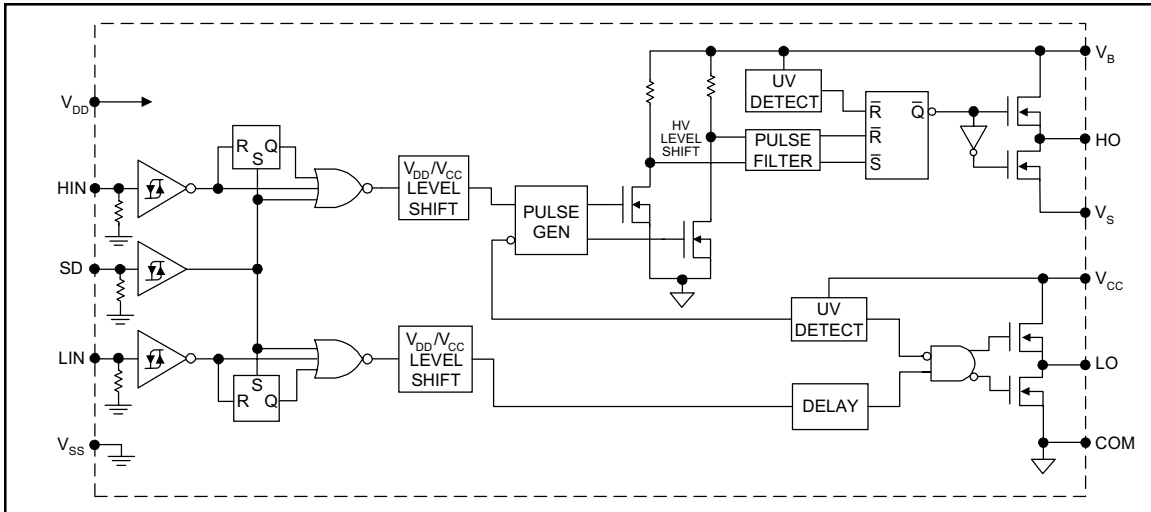 V_DD
HIN
SD
LIN
V_SS
R Q
S
S
R Q
V_DD/V_CC
LEVEL
SHIFT
V_DD/V_CC
LEVEL
SHIFT
PULSE
GEN
HV
LEVEL
SHIFT
UV
DETECT
PULSE
FILTER
R̅ Q̅
R̅
S̅
UV
DETECT
DELAY
V_B
HO
V_S
V_CC
LO
COM